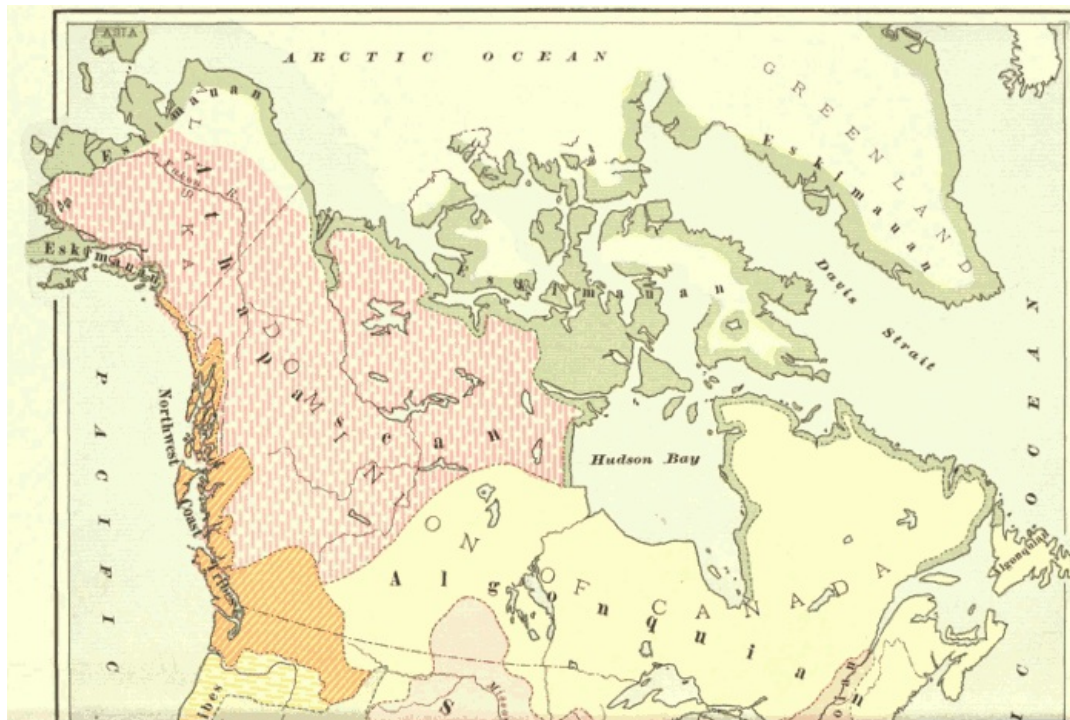 ASIA
ARCTIC OCEAN
GREENLAND
Eskimauan
ALASKA
Yukon R.
Eskimauan
Athapascan
Eskimauan
Eskimauan
Davis
Strait
PACIFIC
OCEAN
Northwest
Coast
Tribes
Hudson Bay
DOMINION OF CANADA
Algonquian
Algonquian
S